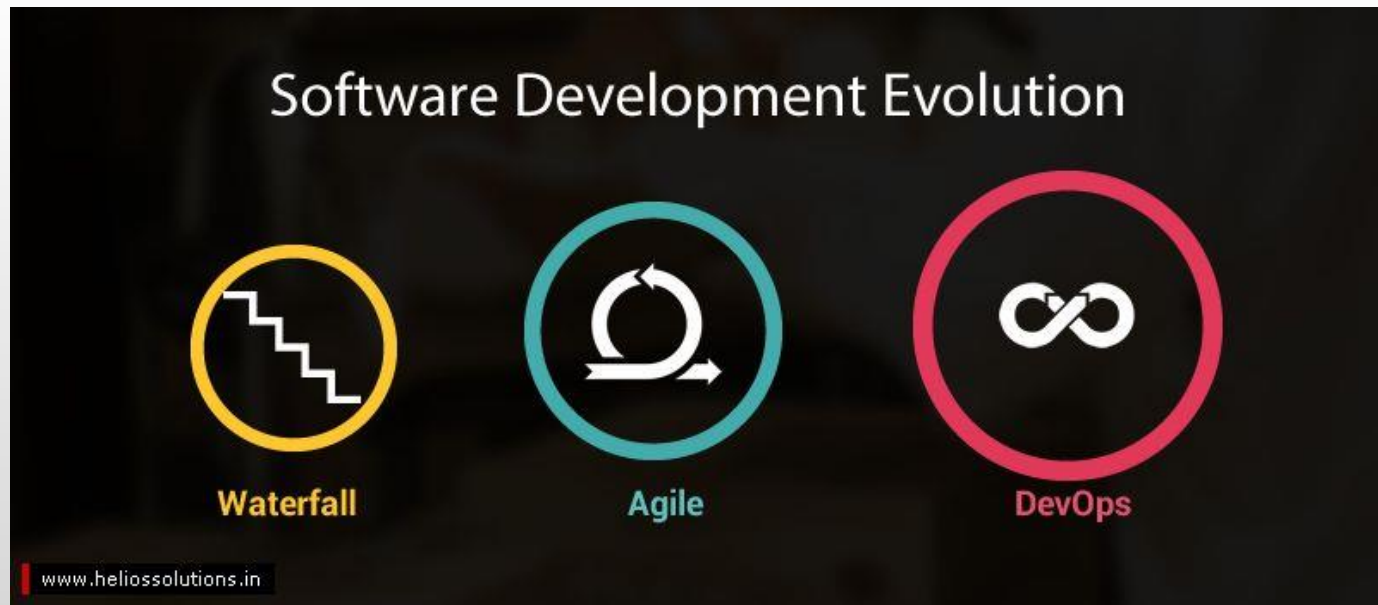 Software Development Evolution
Waterfall
Agile
DevOps
www.heliossolutions.in